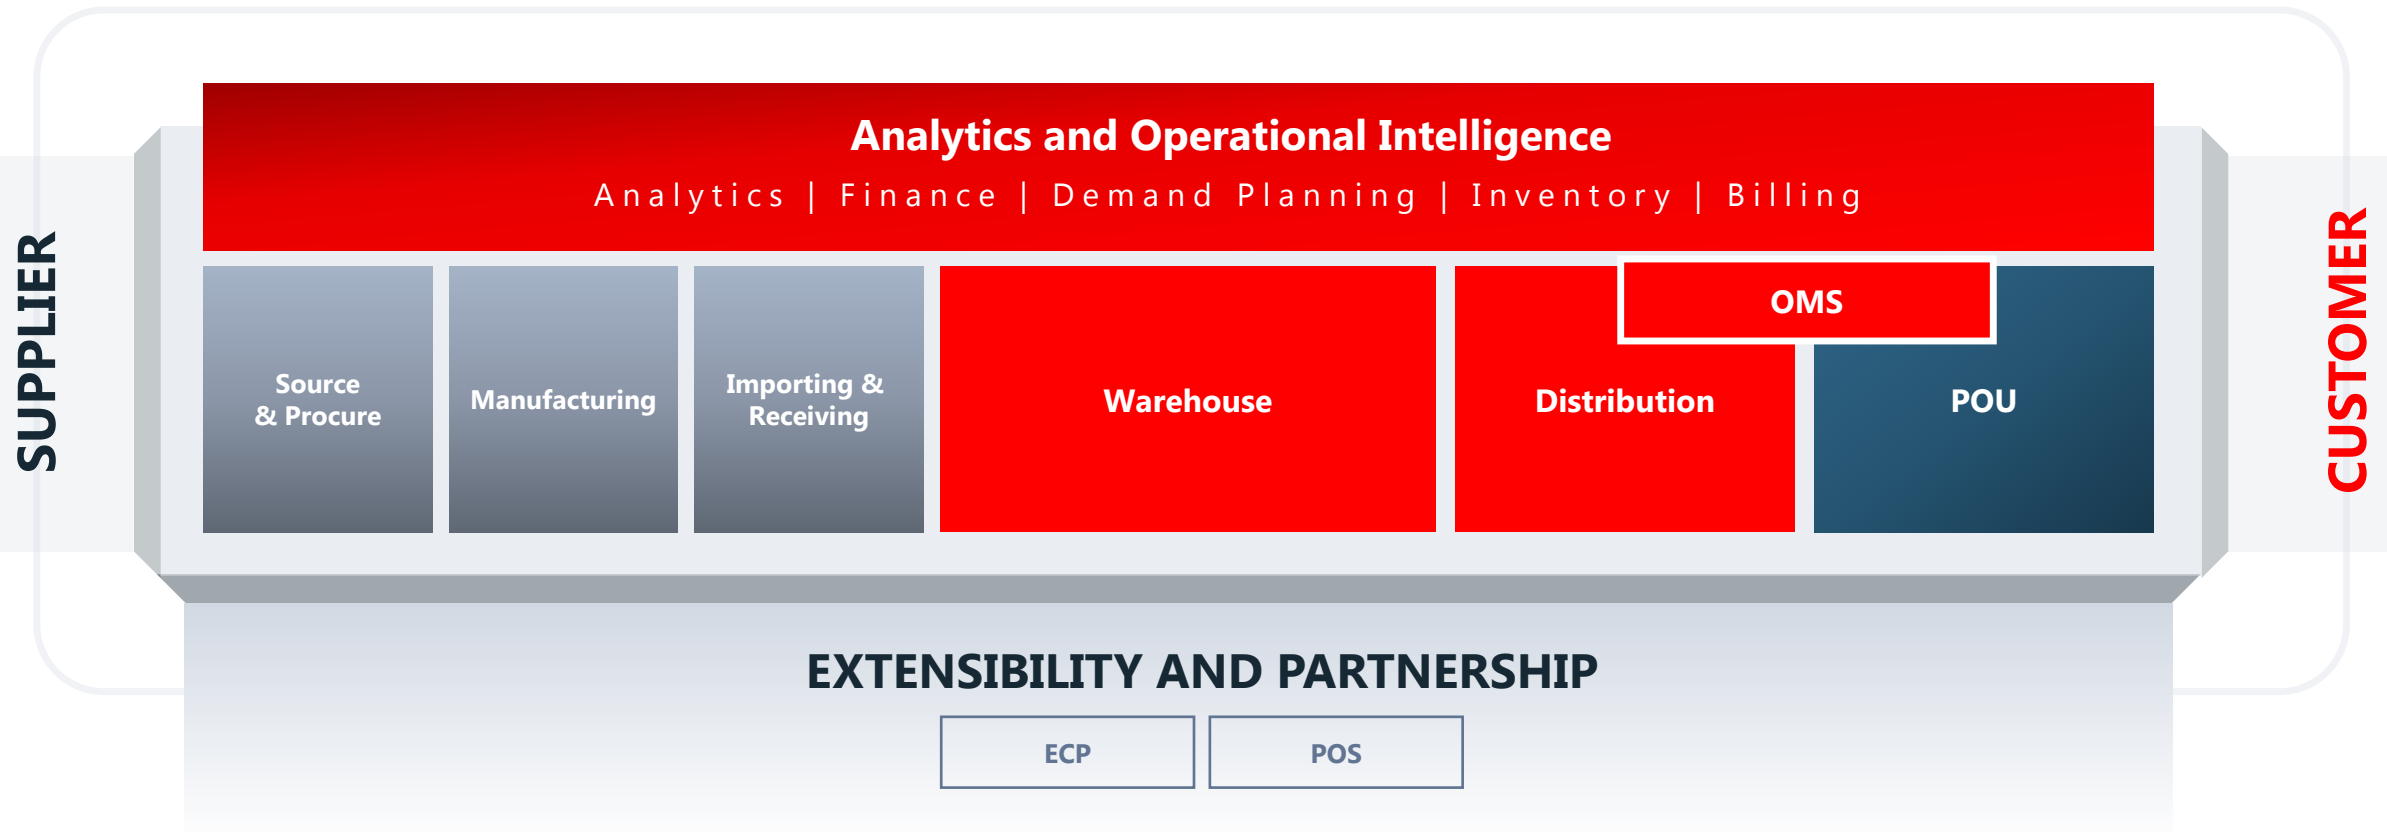 Analytics and Operational Intelligence
Analytics | Finance | Demand Planning | Inventory | Billing
SUPPLIER
Source
& Procure
Manufacturing
Importing &
Receiving
Warehouse
Distribution
OMS
POU
CUSTOMER
EXTENSIBILITY AND PARTNERSHIP
ECP
POS